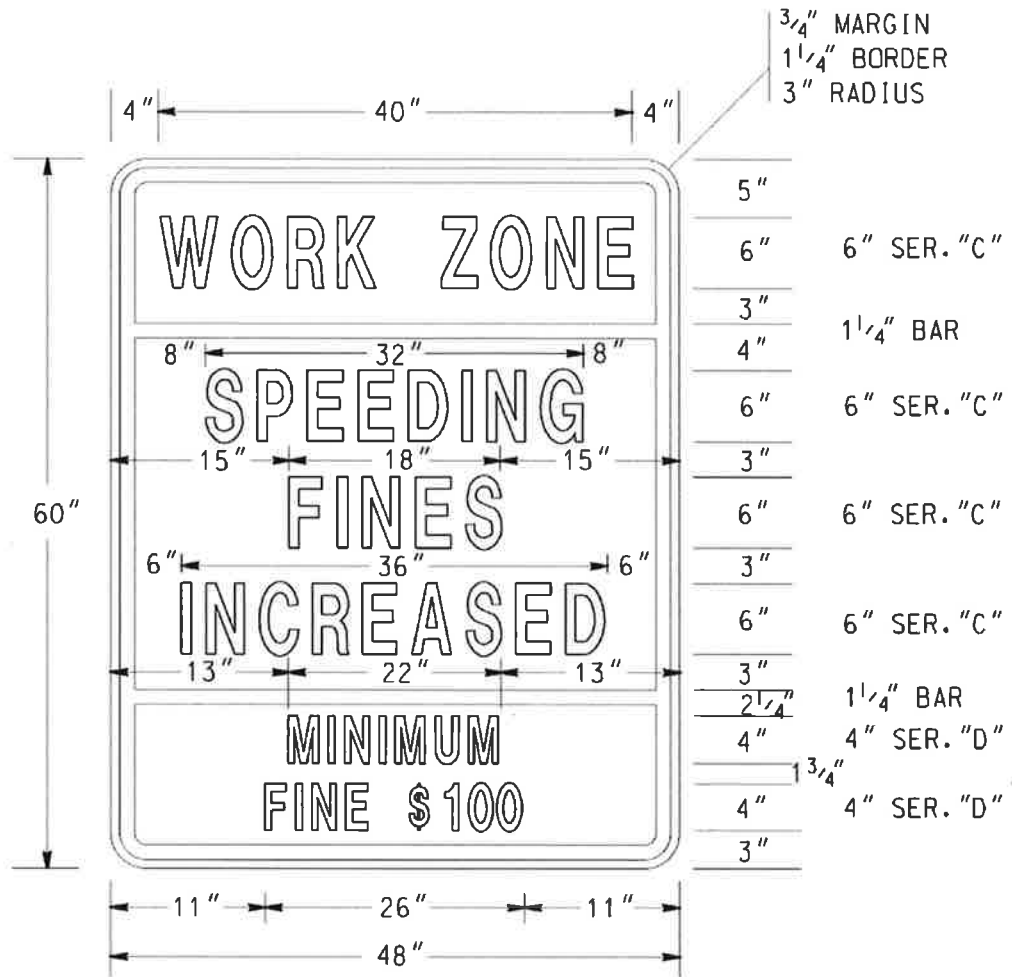 3/4" MARGIN
1 1/4" BORDER
3" RADIUS
4" 40" 4"
5"
WORK ZONE
6" 6" SER. "C"
3"
1 1/4" BAR
4"
8" 32" 8"
SPEEDING
6" 6" SER. "C"
15" 18" 15"
3"
60"
FINES
6" 6" SER. "C"
6" 36" 6"
3"
INCREASED
6" 6" SER. "C"
13" 22" 13"
3"
2 1/4" 1 1/4" BAR
MINIMUM
4" 4" SER. "D"
1 3/4"
FINE $100
4" 4" SER. "D"
3"
11" 26" 11"
48"